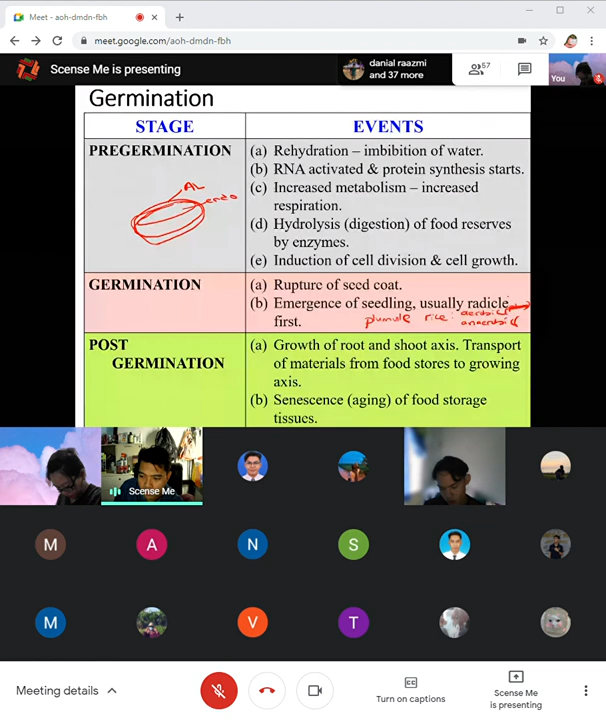 Meet - aoh-dmdn-fbh
meet.google.com/aoh-dmdn-fbh
Scense Me is presenting
danial raazmi
and 37 more
57
You
Germination
STAGE
EVENTS
PREGERMINATION
(a) Rehydration – imbibition of water.
(b) RNA activated & protein synthesis starts.
(c) Increased metabolism – increased
respiration.
(d) Hydrolysis (digestion) of food reserves
by enzymes.
(e) Induction of cell division & cell growth.
AL
endo
GERMINATION
(a) Rupture of seed coat.
(b) Emergence of seedling, usually radicle
first.
plumule rice: aerobic
anaerobic
POST
GERMINATION
(a) Growth of root and shoot axis. Transport
of materials from food stores to growing
axis.
(b) Senescence (aging) of food storage
tissues.
Scense Me
M
A
N
S
M
V
T
Meeting details
Turn on captions
Scense Me
is presenting